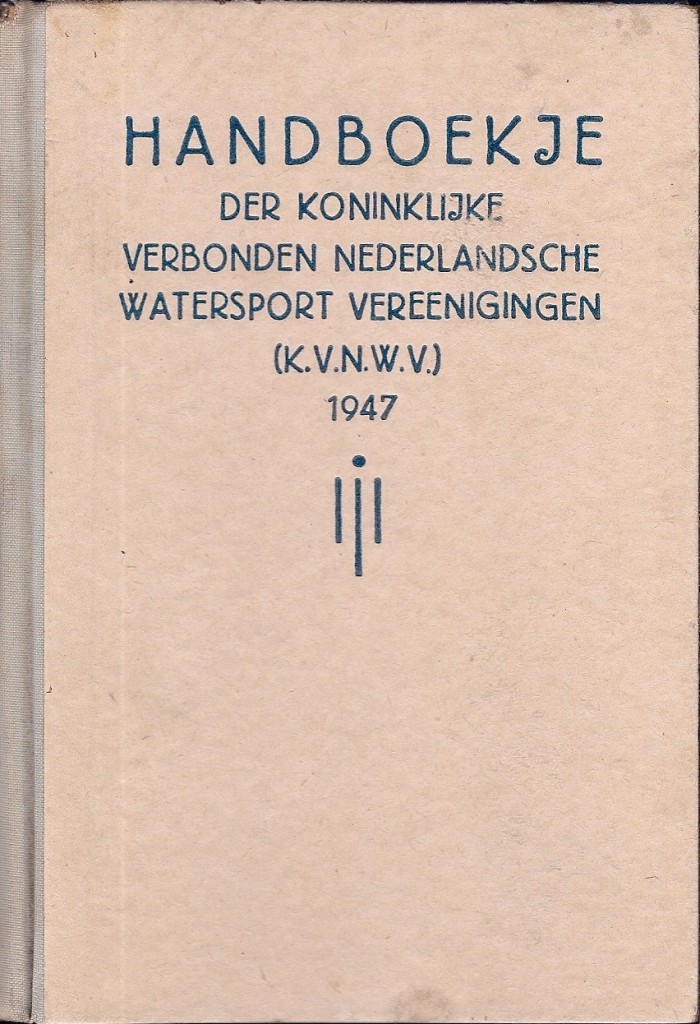 HANDBOEKJE
DER KONINKLIJKE
VERBONDEN NEDERLANDSCHE
WATERSPORT VEREENIGINGEN
(K.V.N.W.V.)
1947